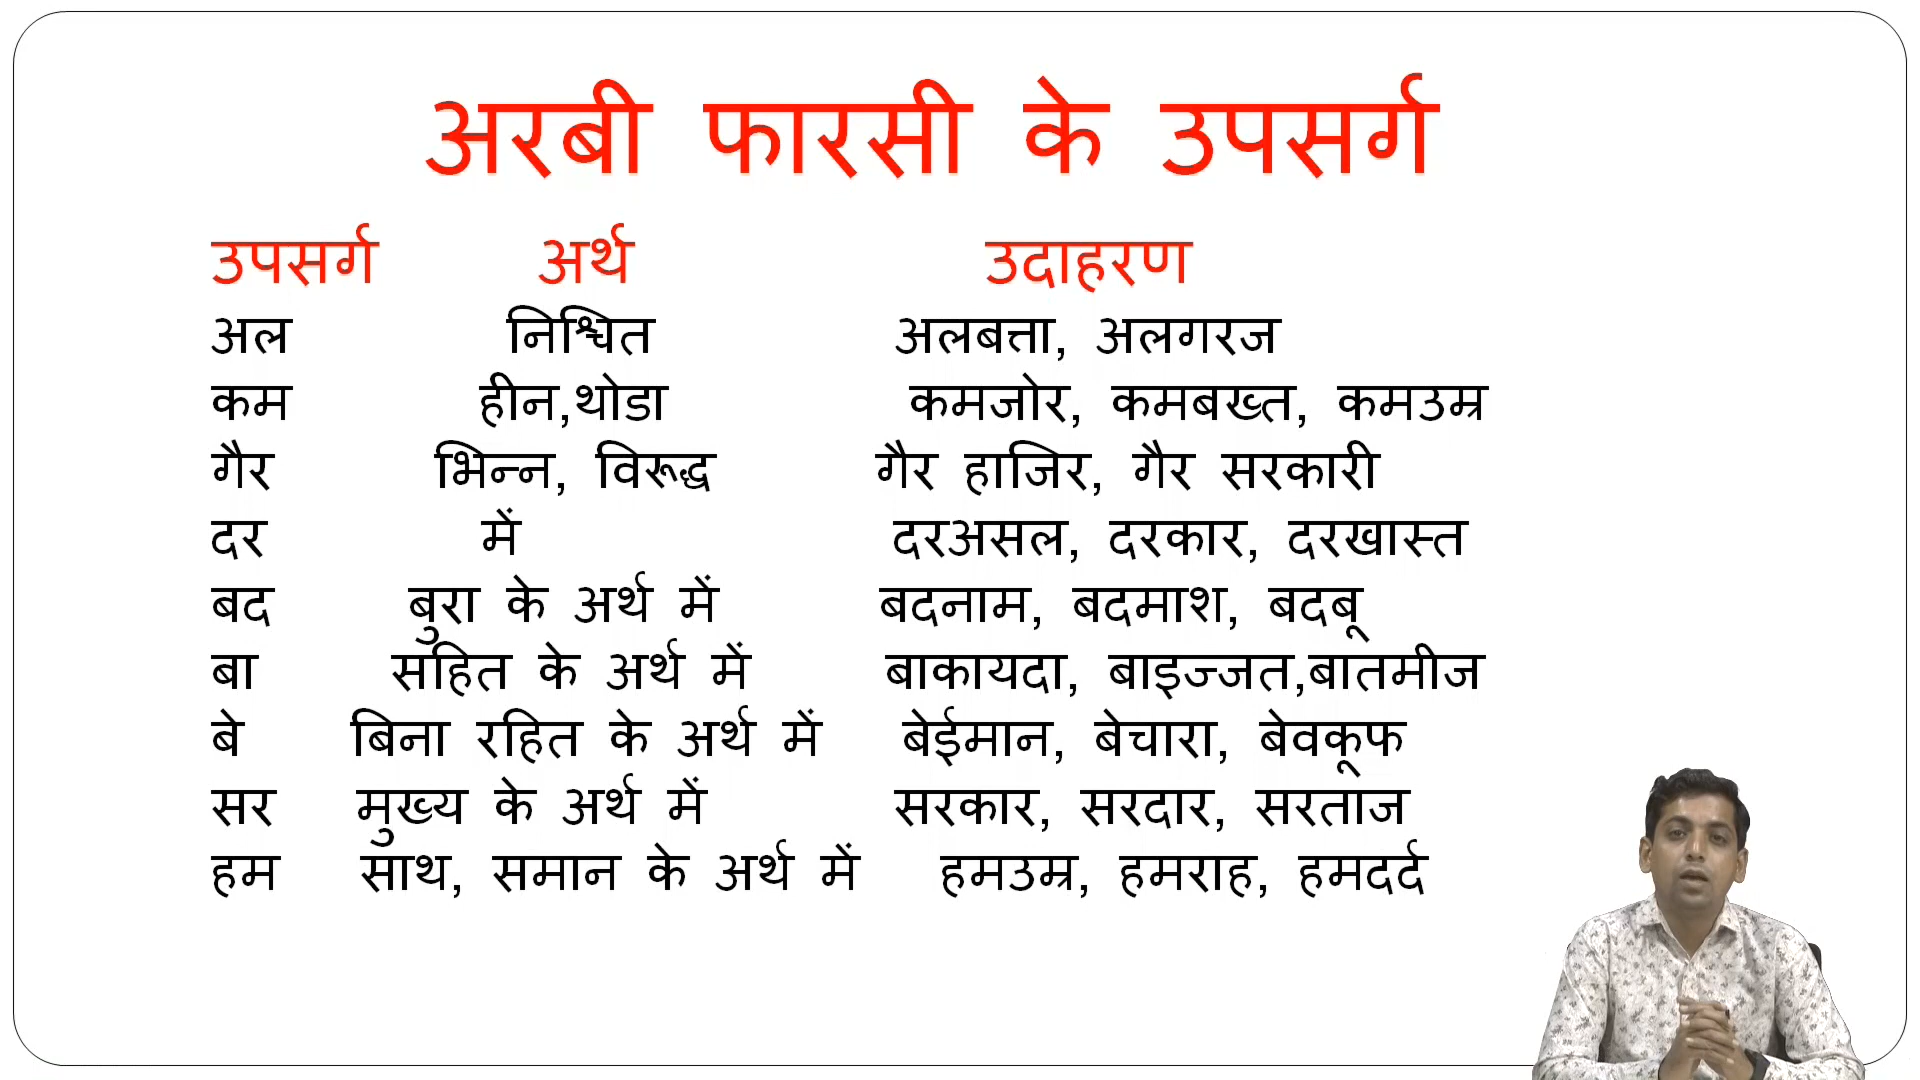 अरबी फारसी के उपसर्ग
उपसर्ग अर्थ उदाहरण
अल निश्चित अलबत्ता, अलगरज
कम हीन,थोडा कमजोर, कमबख्त, कमउम्र
गैर भिन्न, विरूद्ध गैर हाजिर, गैर सरकारी
दर में दरअसल, दरकार, दरखास्त
बद बुरा के अर्थ में बदनाम, बदमाश, बदबू
बा सहित के अर्थ में बाकायदा, बाइज्जत,बातमीज
बे बिना रहित के अर्थ में बेईमान, बेचारा, बेवकूफ
सर मुख्य के अर्थ में सरकार, सरदार, सरताज
हम साथ, समान के अर्थ में हमउम्र, हमराह, हमदर्द